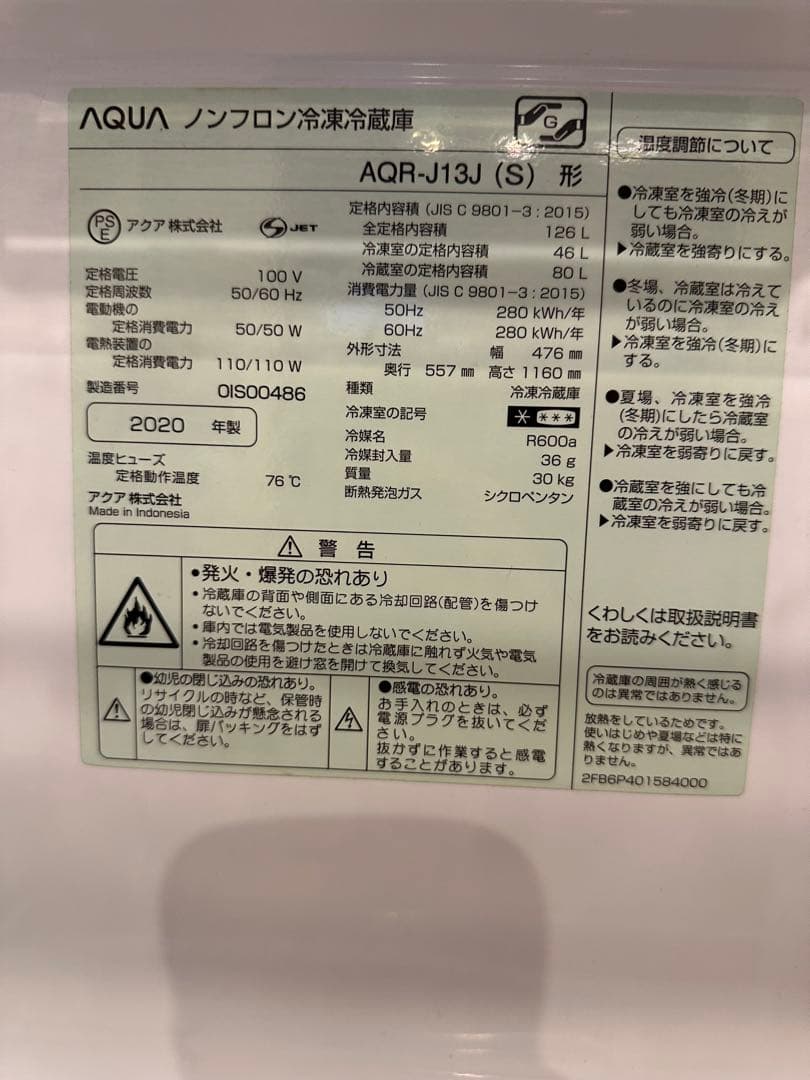 AQUA ノンフロン冷凍冷蔵庫
G
AQR-J13J (S) 形
PS
E
アクア 株式会社
JET
定格電圧 100 V
定格周波数 50/60 Hz
電動機の
定格消費電力 50/50 W
電熱装置の
定格消費電力 110/110 W
製造番号 0IS00486
2020 年製
温度ヒューズ
定格動作温度 76 ℃
アクア 株式会社
Made in Indonesia
定格内容積 (JIS C 9801-3 : 2015)
全定格内容積 126 L
冷凍室の定格内容積 46 L
冷蔵室の定格内容積 80 L
消費電力量 (JIS C 9801-3 : 2015)
50Hz 280 kWh/年
60Hz 280 kWh/年
外形寸法 幅 476 ㎜
奥行 557 ㎜ 高さ 1160 ㎜
種類 冷凍冷蔵庫
冷凍室の記号 * ***
冷媒名 R600a
冷媒封入量 36 g
質量 30 kg
断熱発泡ガス シクロペンタン
⚠ 警告
●発火・爆発の恐れあり
・冷蔵庫の背面や側面にある冷却回路(配管)を傷つけ
ないでください。
・庫内では電気製品を使用しないでください。
・冷却回路を傷つけたときは冷蔵庫に触れず火気や電気
製品の使用を避け窓を開けて換気してください。
●幼児の閉じ込みの恐れあり。
リサイクルの時など、保管時
の幼児閉じ込みが懸念される
場合は、扉パッキングをはず
してください。
●感電の恐れあり。
お手入れのときは、必ず
電源プラグを抜いてくだ
さい。
抜かずに作業すると感電
することがあります。
温度調節について
●冷凍室を強冷(冬期)に
しても冷凍室の冷えが
弱い場合。
▶冷蔵室を強寄りにする。
●冬場、冷蔵室は冷えて
いるのに冷凍室の冷え
が弱い場合。
▶冷凍室を強冷(冬期)に
する。
●夏場、冷凍室を強冷
(冬期)にしたら冷蔵室
の冷えが弱い場合。
▶冷凍室を弱寄りに戻す。
●冷蔵室を強にしても冷
蔵室の冷えが弱い場合。
▶冷凍室を弱寄りに戻す。
くわしくは取扱説明書
をお読みください。
冷蔵庫の周囲が熱く感じる
のは異常ではありません。
放熱をしているためです。
使いはじめや夏場などは特に
熱くなりますが、異常ではあ
りません。
2FB6P401584000